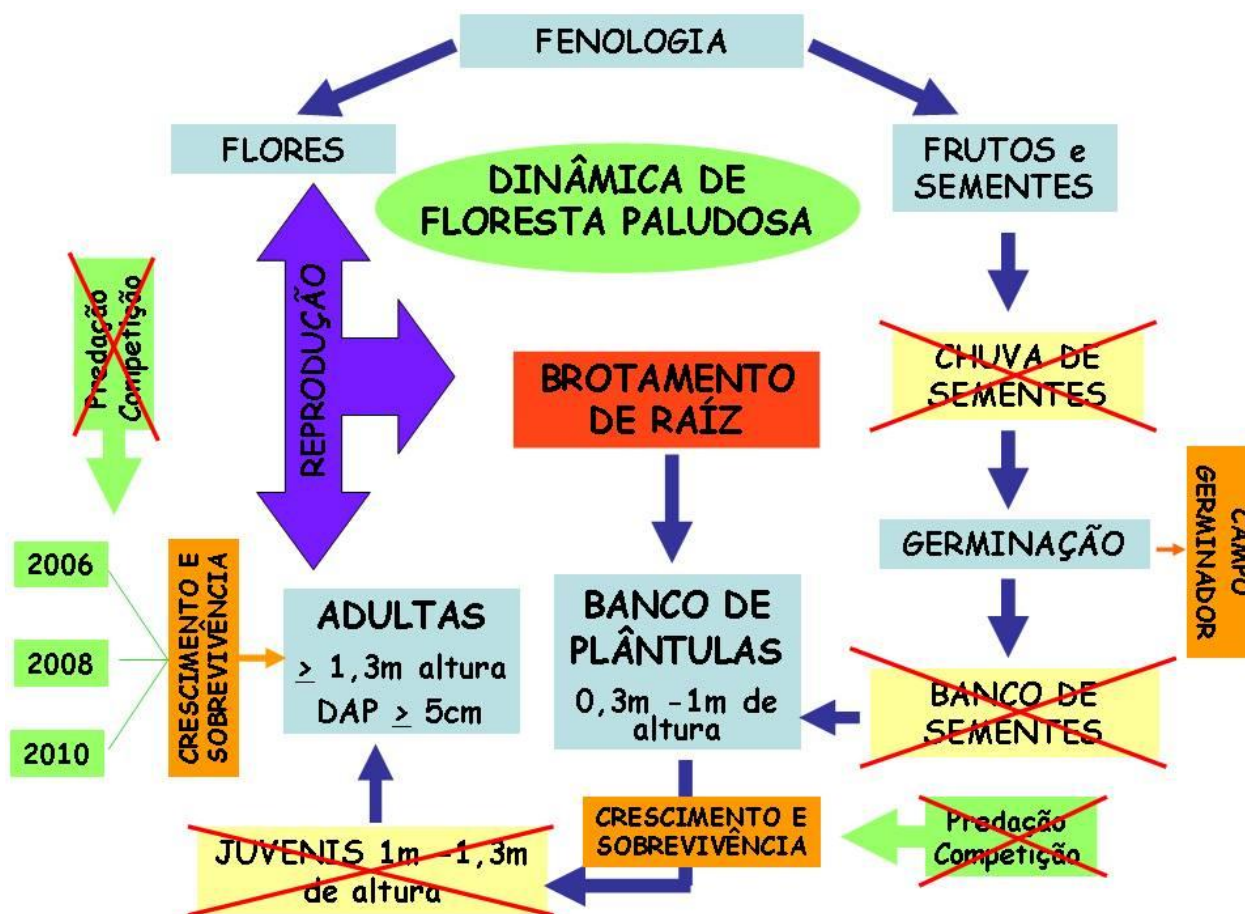 FENOLOGIA
FLORES
FRUTOS e
SEMENTES
DINÂMICA DE
FLORESTA PALUDOSA
Predação
Competição
REPRODUÇÃO
BROTAMENTO
DE RAÍZ
CHUVA DE
SEMENTES
GERMINAÇÃO
CAMPO
GERMINADOR
2006
2008
2010
CRESCIMENTO E
SOBREVIVÊNCIA
ADULTAS
> 1,3m altura
DAP > 5cm
BANCO DE
PLÂNTULAS
0,3m -1m de
altura
BANCO DE
SEMENTES
JUVENIS 1m -1,3m
de altura
CRESCIMENTO E
SOBREVIVÊNCIA
Predação
Competição